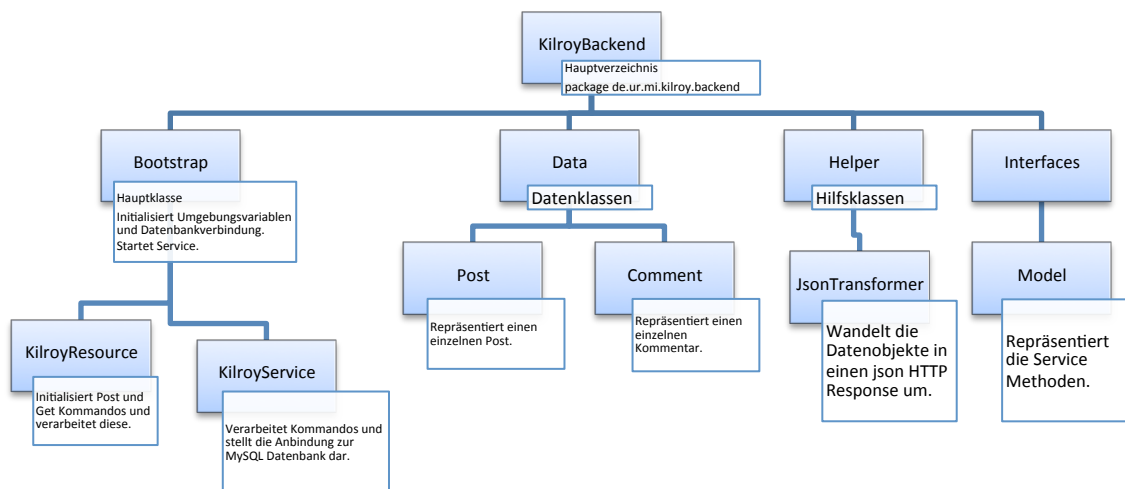 KilroyBackend
Hauptverzeichnis
package de.ur.mi.kilroy.backend
Bootstrap
Hauptklasse
Initialisiert Umgebungsvariablen
und Datenbankverbindung.
Startet Service.
Data
Datenklassen
Helper
Hilfsklassen
Interfaces
KilroyResource
Initialisiert Post und
Get Kommandos und
verarbeitet diese.
KilroyService
Verarbeitet Kommandos und
stellt die Anbindung zur
MySQL Datenbank dar.
Post
Repräsentiert einen
einzelnen Post.
Comment
Repräsentiert einen
einzelnen
Kommentar.
JsonTransformer
Wandelt die
Datenobjekte in
einen json HTTP
Response um.
Model
Repräsentiert
die Service
Methoden.